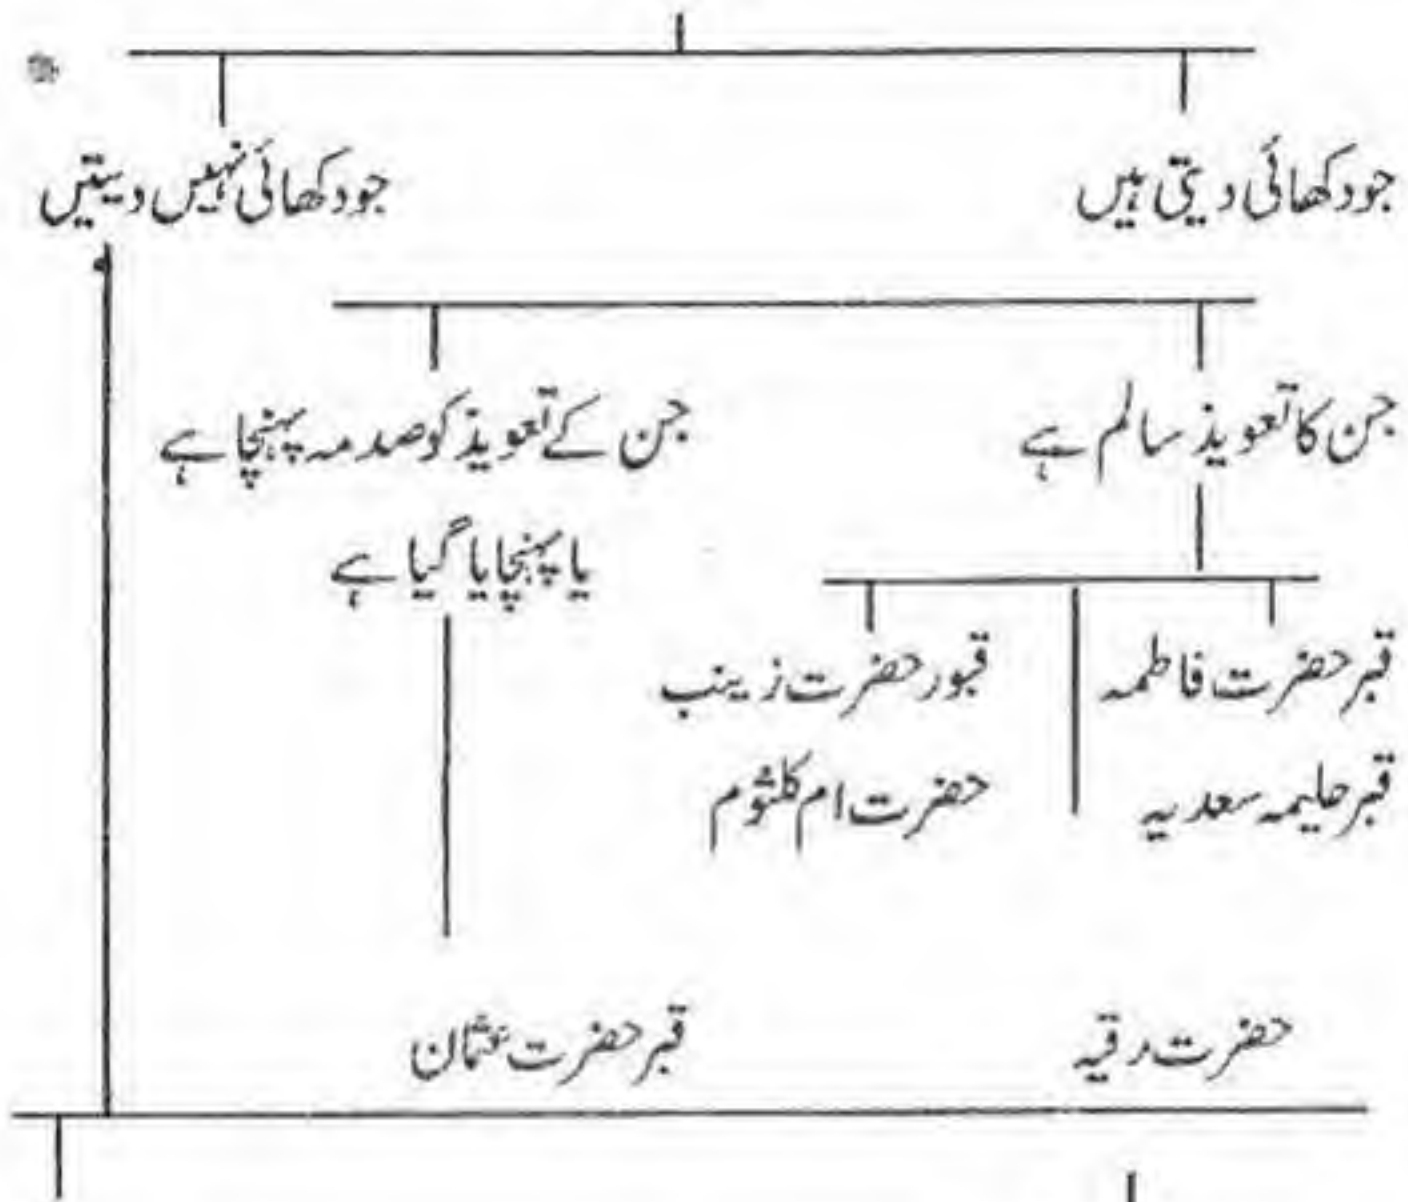 جو دکھائی دیتی ہیں
جو دکھائی نہیں دیتیں
جن کا تعویذ سالم ہے
جن کے تعویذ کو صدمہ پہنچا ہے
یا پہنچایا گیا ہے
قبر حضرت فاطمہ
قبور حضرت زینب
قبر حلیمہ سعدیہ
حضرت ام کلثوم
حضرت رقیہ
قبر حضرت عثمان